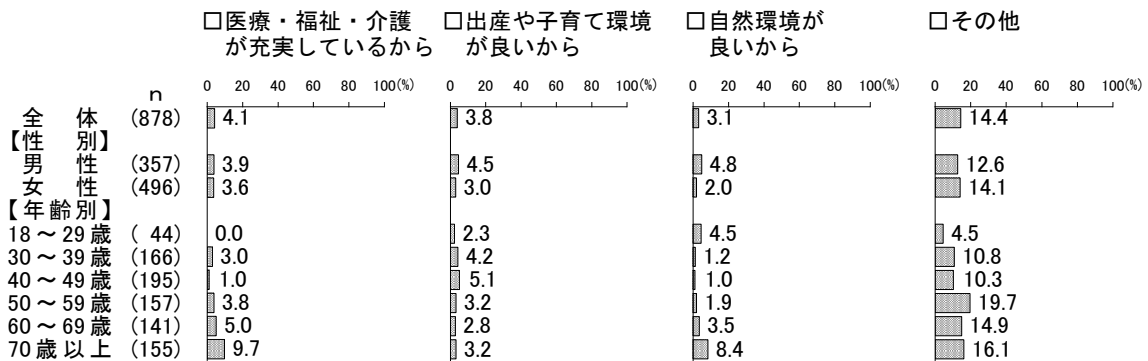 □医療・福祉・介護 □出産や子育て環境 □自然環境が □その他
が充実しているから が良いから 良いから
0 20 40 60 80 100(%) 0 20 40 60 80 100(%) 0 20 40 60 80 100(%) 0 20 40 60 80 100(%)
n
全体 (878) 4.1 3.8 3.1 14.4
【性別】
男性 (357) 3.9 4.5 4.8 12.6
女性 (496) 3.6 3.0 2.0 14.1
【年齢別】
18～29歳 (44) 0.0 2.3 4.5 4.5
30～39歳 (166) 3.0 4.2 1.2 10.8
40～49歳 (195) 1.0 5.1 1.0 10.3
50～59歳 (157) 3.8 3.2 1.9 19.7
60～69歳 (141) 5.0 2.8 3.5 14.9
70歳以上 (155) 9.7 3.2 8.4 16.1